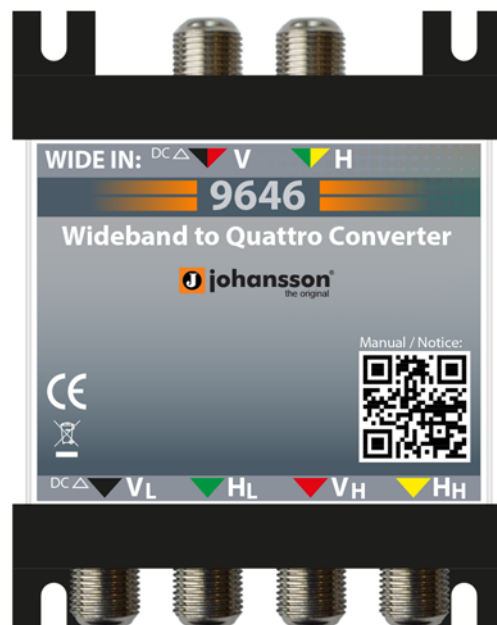 WIDE IN: DC V H
9646
Wideband to Quattro Converter
J johansson®
the original
Manual / Notice:
CE
DC VL HL VH HH